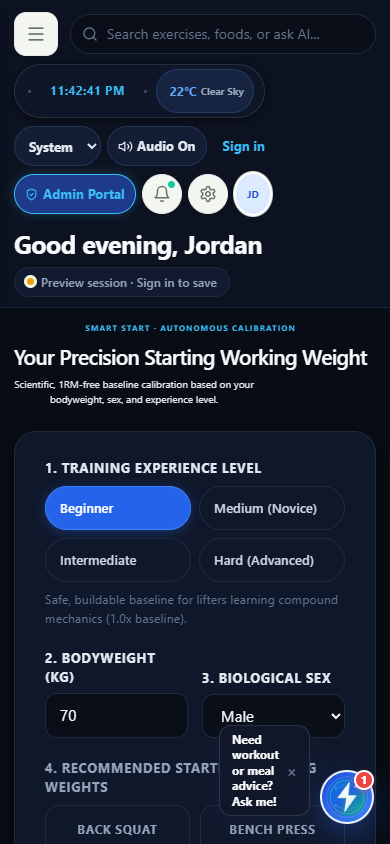 Search exercises, foods, or ask AI...
11:42:41 PM
22°C Clear Sky
System
Audio On
Sign in
Admin Portal
JD
Good evening, Jordan
Preview session · Sign in to save
SMART START · AUTONOMOUS CALIBRATION
Your Precision Starting Working Weight
Scientific, 1RM-free baseline calibration based on your
bodyweight, sex, and experience level.
1. TRAINING EXPERIENCE LEVEL
Beginner
Medium (Novice)
Intermediate
Hard (Advanced)
Safe, buildable baseline for lifters learning compound
mechanics (1.0x baseline).
2. BODYWEIGHT
(KG)
3. BIOLOGICAL SEX
70
Male
Need
workout
or meal
advice?
Ask me!
×
1
4. RECOMMENDED START
WEIGHTS
BACK SQUAT
BENCH PRESS